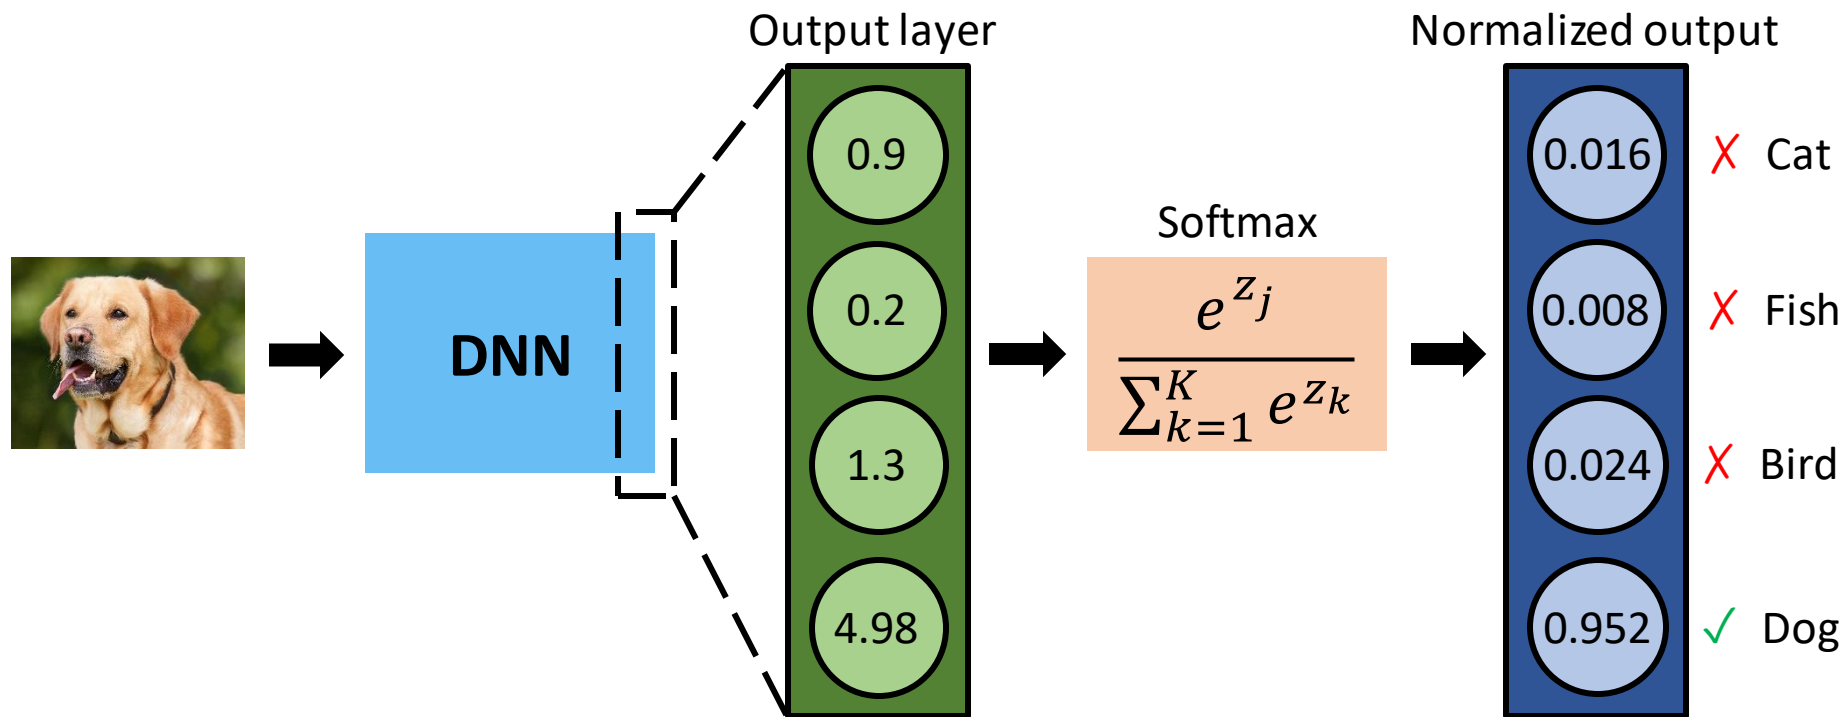 Output layer
Normalized output
0.9
0.016
✗ Cat
Softmax
0.2
0.008
✗ Fish
DNN
e^{z_j}
∑_{k=1}^{K} e^{z_k}
1.3
0.024
✗ Bird
4.98
0.952
✓ Dog